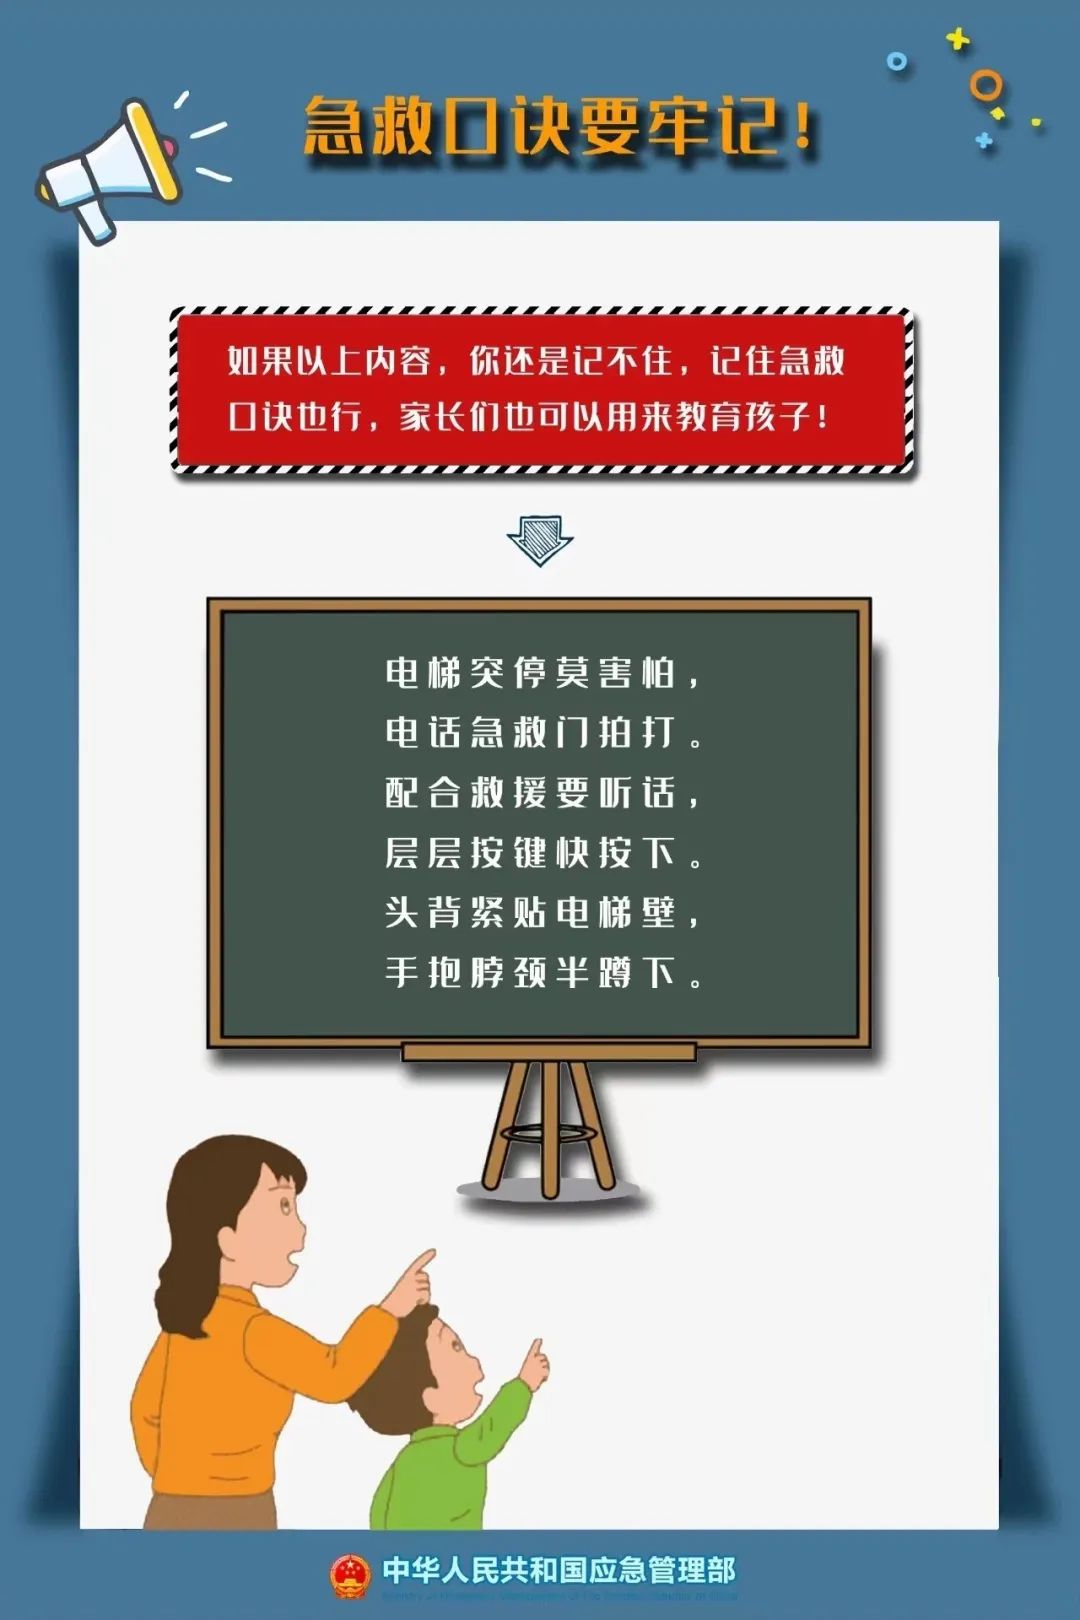 急救口诀要牢记！
如果以上内容，你还是记不住，记住急救
口诀也行，家长们也可以用来教育孩子！
电梯突停莫害怕，
电话急救门拍打。
配合救援要听话，
层层按键快按下。
头背紧贴电梯壁，
手抱脖颈半蹲下。
中华人民共和国应急管理部